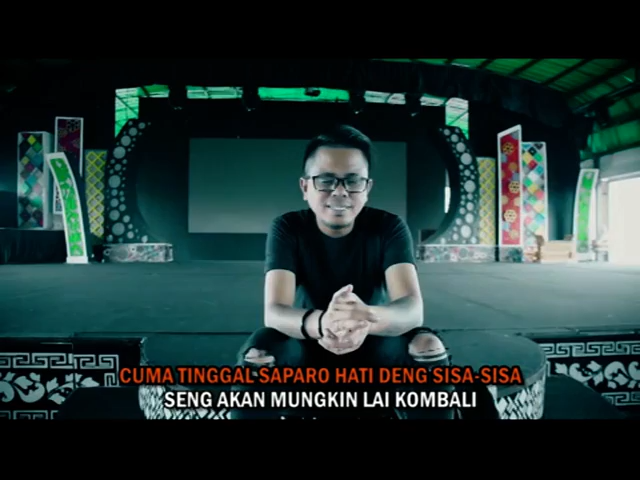 CUMA TINGGAL SAPARO HATI DENG SISA-SISA
SENG AKAN MUNGKIN LAI KOMBALI